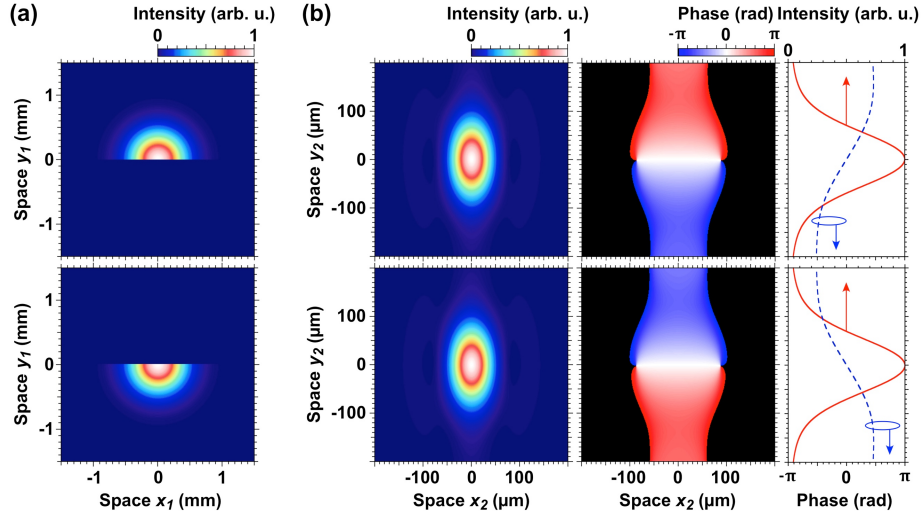 (a)
Intensity (arb. u.)
0 1
(b)
Intensity (arb. u.)
0 1
Phase (rad)
-π 0 π
Intensity (arb. u.)
0 1
Space y1 (mm)
1
0
-1
Space y2 (µm)
100
0
-100
Space y1 (mm)
1
0
-1
Space y2 (µm)
100
0
-100
-1 0 1
Space x1 (mm)
-100 0 100
Space x2 (µm)
-100 0 100
Space x2 (µm)
-π 0 π
Phase (rad)